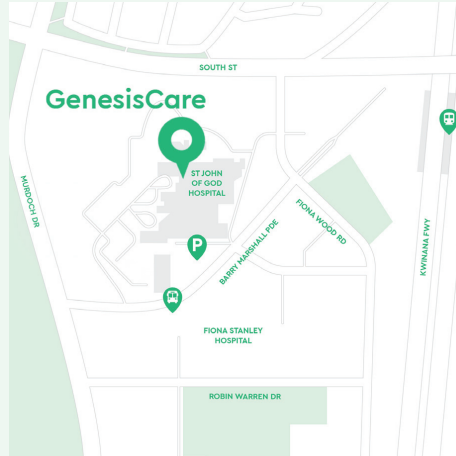 SOUTH ST
GenesisCare
ST JOHN
OF GOD
HOSPITAL
MURDOCH DR
P
FIONA WOOD RD
BARRY MARSHALL PDE
KWINANA FWY
FIONA STANLEY
HOSPITAL
ROBIN WARREN DR